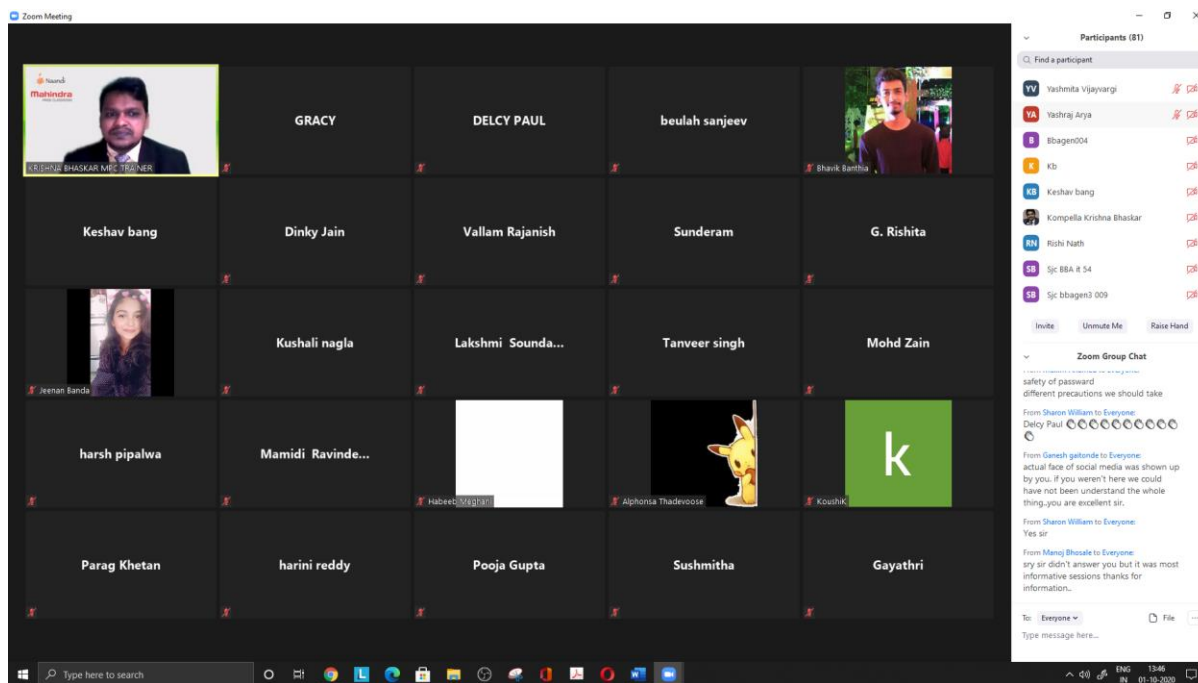 Zoom Meeting
Naandi
Mahindra
KRISHNA BHASKAR MPC TRAINER
GRACY
DELCY PAUL
beulah sanjeev
Bhavik Banthia
Keshav bang
Dinky Jain
Vallam Rajanish
Sunderam
G. Rishita
Jeenan Banda
Kushali nagla
Lakshmi Sounda...
Tanveer singh
Mohd Zain
harsh pipalwa
Mamidi Ravinde...
Habeeb Meghani
Alphonsa Thadevoose
k
KoushiK
Parag Khetan
harini reddy
Pooja Gupta
Sushmitha
Gayathri
Participants (81)
Find a participant
YV Yashmita Vijayvargi
YA Yashraj Arya
B Bbagen004
K Kb
KB Keshav bang
Kompella Krishna Bhaskar
RN Rishi Nath
SB Sjc BBA it 54
SB Sjc bbagen3 009
Invite Unmute Me Raise Hand
Zoom Group Chat
safety of passward
different precautions we should take
From Sharon William to Everyone:
Delcy Paul
From Ganesh gaitonde to Everyone:
actual face of social media was shown up
by you. if you weren't here we could
have not been understand the whole
thing..you are excellent sir.
From Sharon William to Everyone:
Yes sir
From Manoj Bhosale to Everyone:
sry sir didn't answer you but it was most
informative sessions thanks for
information..
To: Everyone File
Type message here...
Type here to search
ENG
IN
13:46
01-10-2020